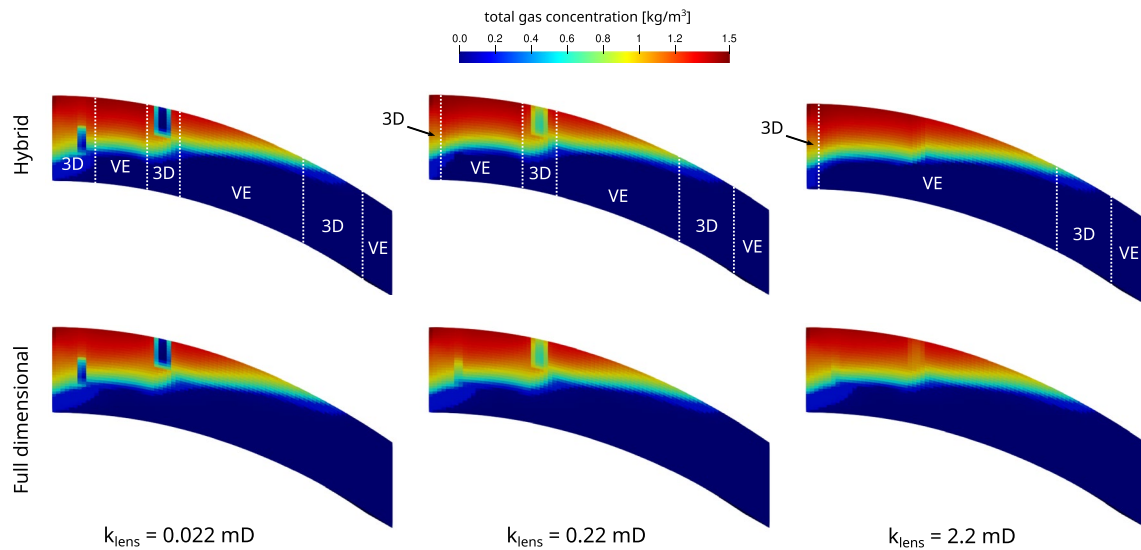 total gas concentration [kg/m³]
0.0 0.2 0.4 0.6 0.8 1 1.2 1.5
Hybrid
3D VE 3D VE 3D VE
3D VE 3D VE 3D VE
3D VE 3D VE
Full dimensional
k_lens = 0.022 mD
k_lens = 0.22 mD
k_lens = 2.2 mD